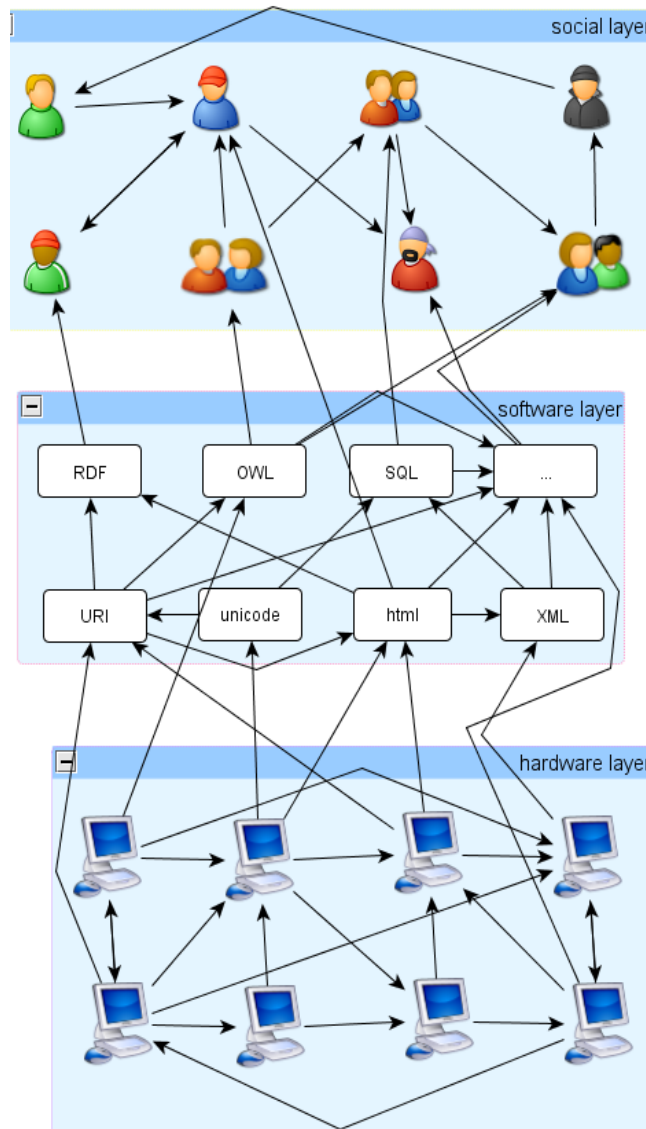 social layer
software layer
RDF
OWL
SQL
...
URI
unicode
html
XML
hardware layer